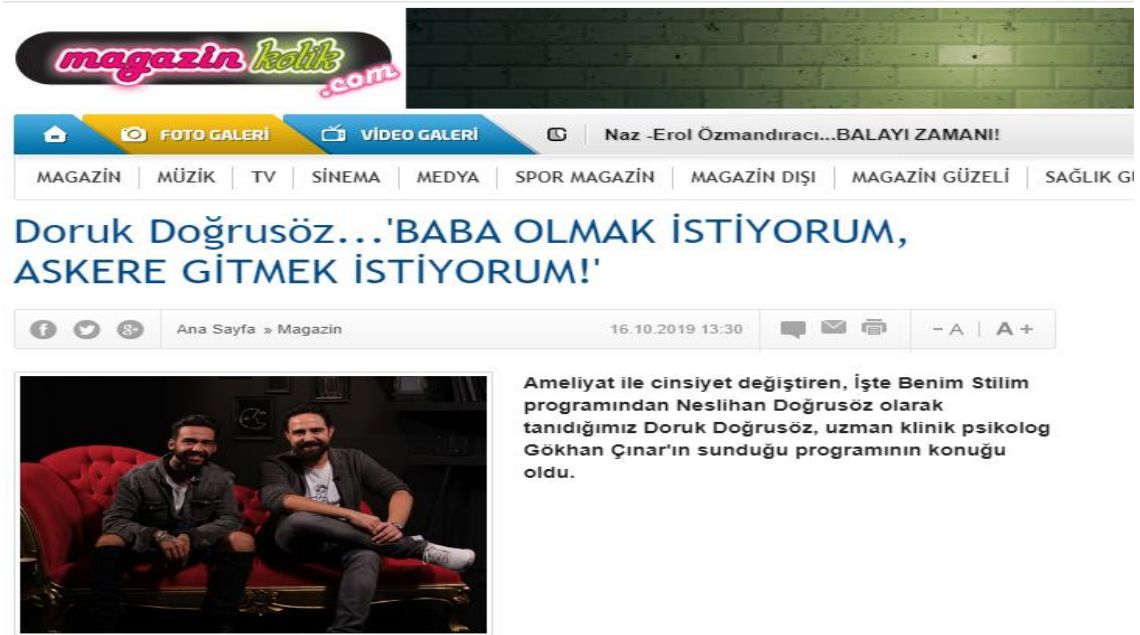 magazin kolik
.com
FOTO GALERİ
VİDEO GALERİ
Naz -Erol Özmandıracı...BALAYI ZAMANI!
MAGAZİN | MÜZİK | TV | SİNEMA | MEDYA | SPOR MAGAZİN | MAGAZİN DIŞI | MAGAZİN GÜZELİ | SAĞLIK
Doruk Doğrusöz...'BABA OLMAK İSTİYORUM,
ASKERE GİTMEK İSTİYORUM!'
Ana Sayfa » Magazin
16.10.2019 13:30
- A | A +
Ameliyat ile cinsiyet değiştiren, İşte Benim Stilim
programından Neslihan Doğrusöz olarak
tanıdığımız Doruk Doğrusöz, uzman klinik psikolog
Gökhan Çınar'ın sunduğu programının konuğu
oldu.